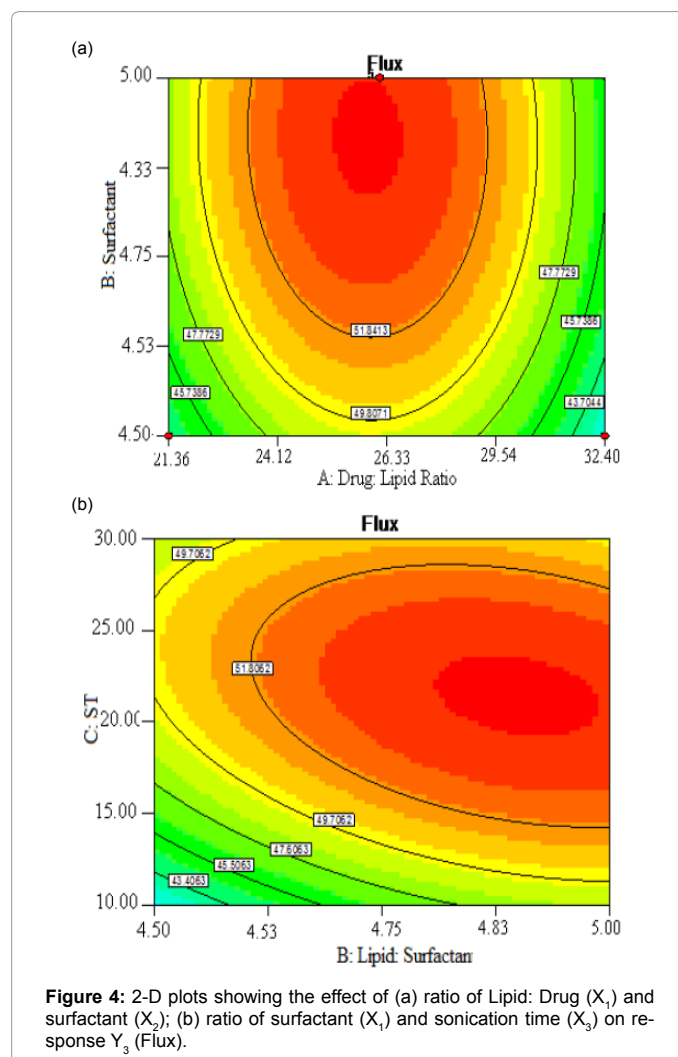 (a)
Flux
5
5.00
4.33
4.75
4.53
4.50
B: Surfactant
51.8413
49.8071
47.7729
47.7729
45.7386
45.7386
43.7044
21.36 24.12 26.33 29.54 32.40
A: Drug: Lipid Ratio
(b)
Flux
30.00
25.00
20.00
15.00
10.00
C: ST
49.7062
51.8062
49.7062
47.6063
45.5063
43.4063
4.50 4.53 4.75 4.83 5.00
B: Lipid: Surfactan
Figure 4: 2-D plots showing the effect of (a) ratio of Lipid: Drug (X₁) and
surfactant (X₂); (b) ratio of surfactant (X₁) and sonication time (X₃) on re-
sponse Y₃ (Flux).